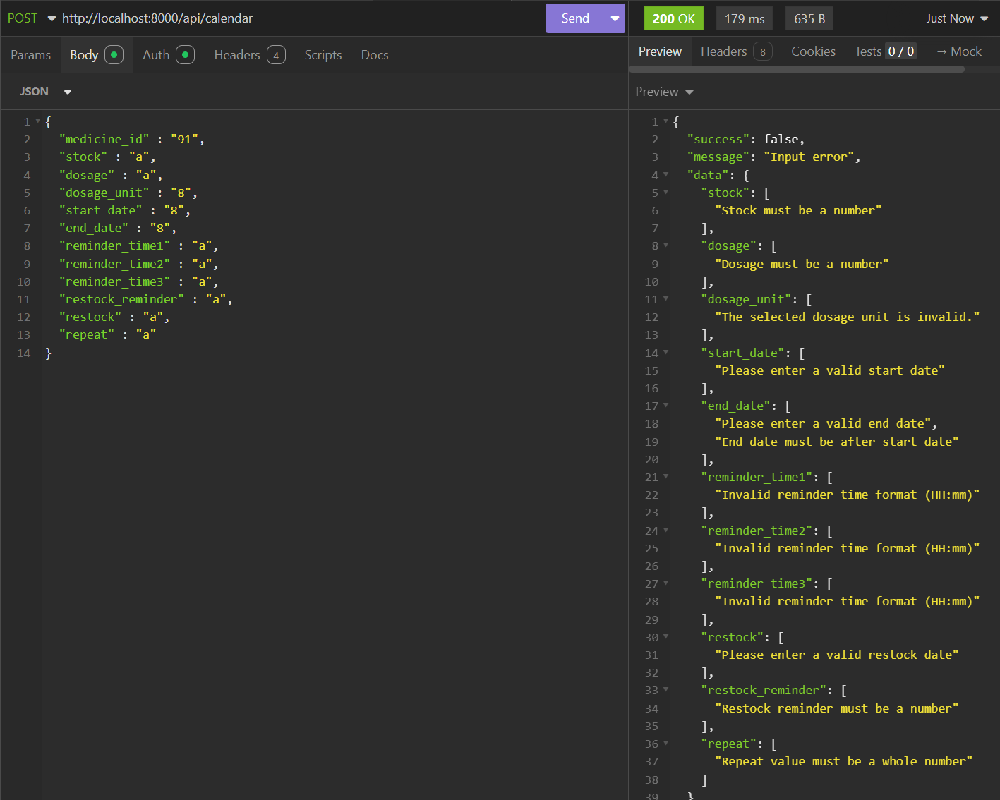 POST http://localhost:8000/api/calendar Send
200 OK 179 ms 635 B Just Now
Params Body Auth Headers 4 Scripts Docs
Preview Headers 8 Cookies Tests 0 / 0 → Mock
JSON
Preview
1 {
2 "medicine_id" : "91",
3 "stock" : "a",
4 "dosage" : "a",
5 "dosage_unit" : "8",
6 "start_date" : "8",
7 "end_date" : "8",
8 "reminder_time1" : "a",
9 "reminder_time2" : "a",
10 "reminder_time3" : "a",
11 "restock_reminder" : "a",
12 "restock" : "a",
13 "repeat" : "a"
14 }
1 {
2 "success": false,
3 "message": "Input error",
4 "data": {
5 "stock": [
6 "Stock must be a number"
7 ],
8 "dosage": [
9 "Dosage must be a number"
10 ],
11 "dosage_unit": [
12 "The selected dosage unit is invalid."
13 ],
14 "start_date": [
15 "Please enter a valid start date"
16 ],
17 "end_date": [
18 "Please enter a valid end date",
19 "End date must be after start date"
20 ],
21 "reminder_time1": [
22 "Invalid reminder time format (HH:mm)"
23 ],
24 "reminder_time2": [
25 "Invalid reminder time format (HH:mm)"
26 ],
27 "reminder_time3": [
28 "Invalid reminder time format (HH:mm)"
29 ],
30 "restock": [
31 "Please enter a valid restock date"
32 ],
33 "restock_reminder": [
34 "Restock reminder must be a number"
35 ],
36 "repeat": [
37 "Repeat value must be a whole number"
38 ]
39 }